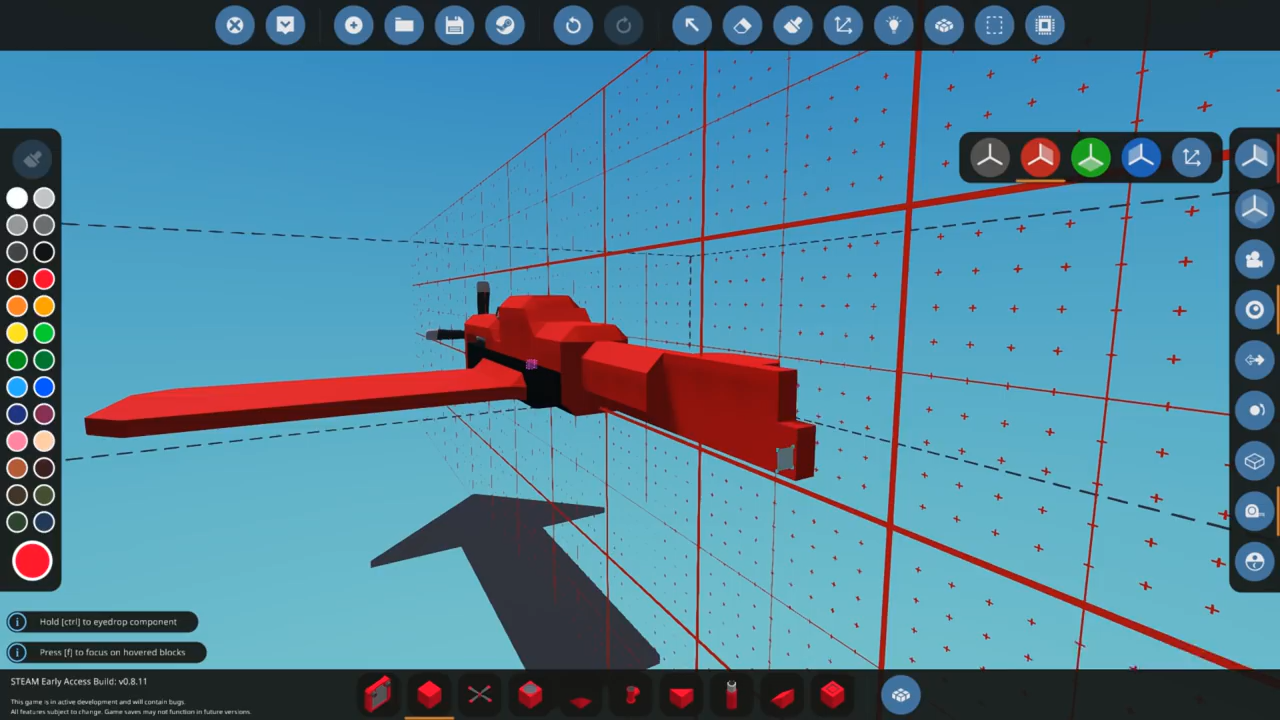 Hold [ctrl] to eyedrop component
Press [f] to focus on hovered blocks
STEAM Early Access Build: v0.8.11
This game is in active development and will contain bugs.
All features subject to change. Game saves may not function in future versions.